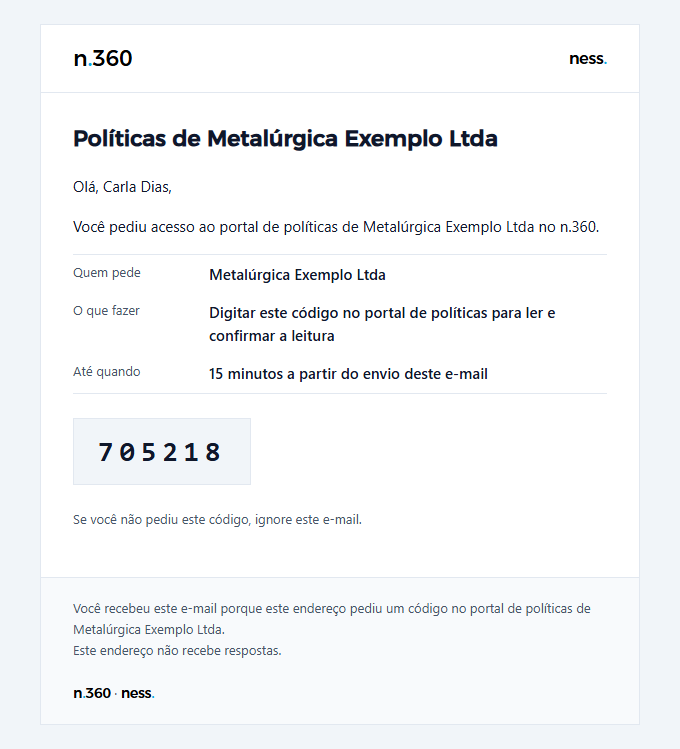 n.360
ness.
Políticas de Metalúrgica Exemplo Ltda
Olá, Carla Dias,
Você pediu acesso ao portal de políticas de Metalúrgica Exemplo Ltda no n.360.
Quem pede
Metalúrgica Exemplo Ltda
O que fazer
Digitar este código no portal de políticas para ler e
confirmar a leitura
Até quando
15 minutos a partir do envio deste e-mail
705218
Se você não pediu este código, ignore este e-mail.
Você recebeu este e-mail porque este endereço pediu um código no portal de políticas de
Metalúrgica Exemplo Ltda.
Este endereço não recebe respostas.
n.360 · ness.